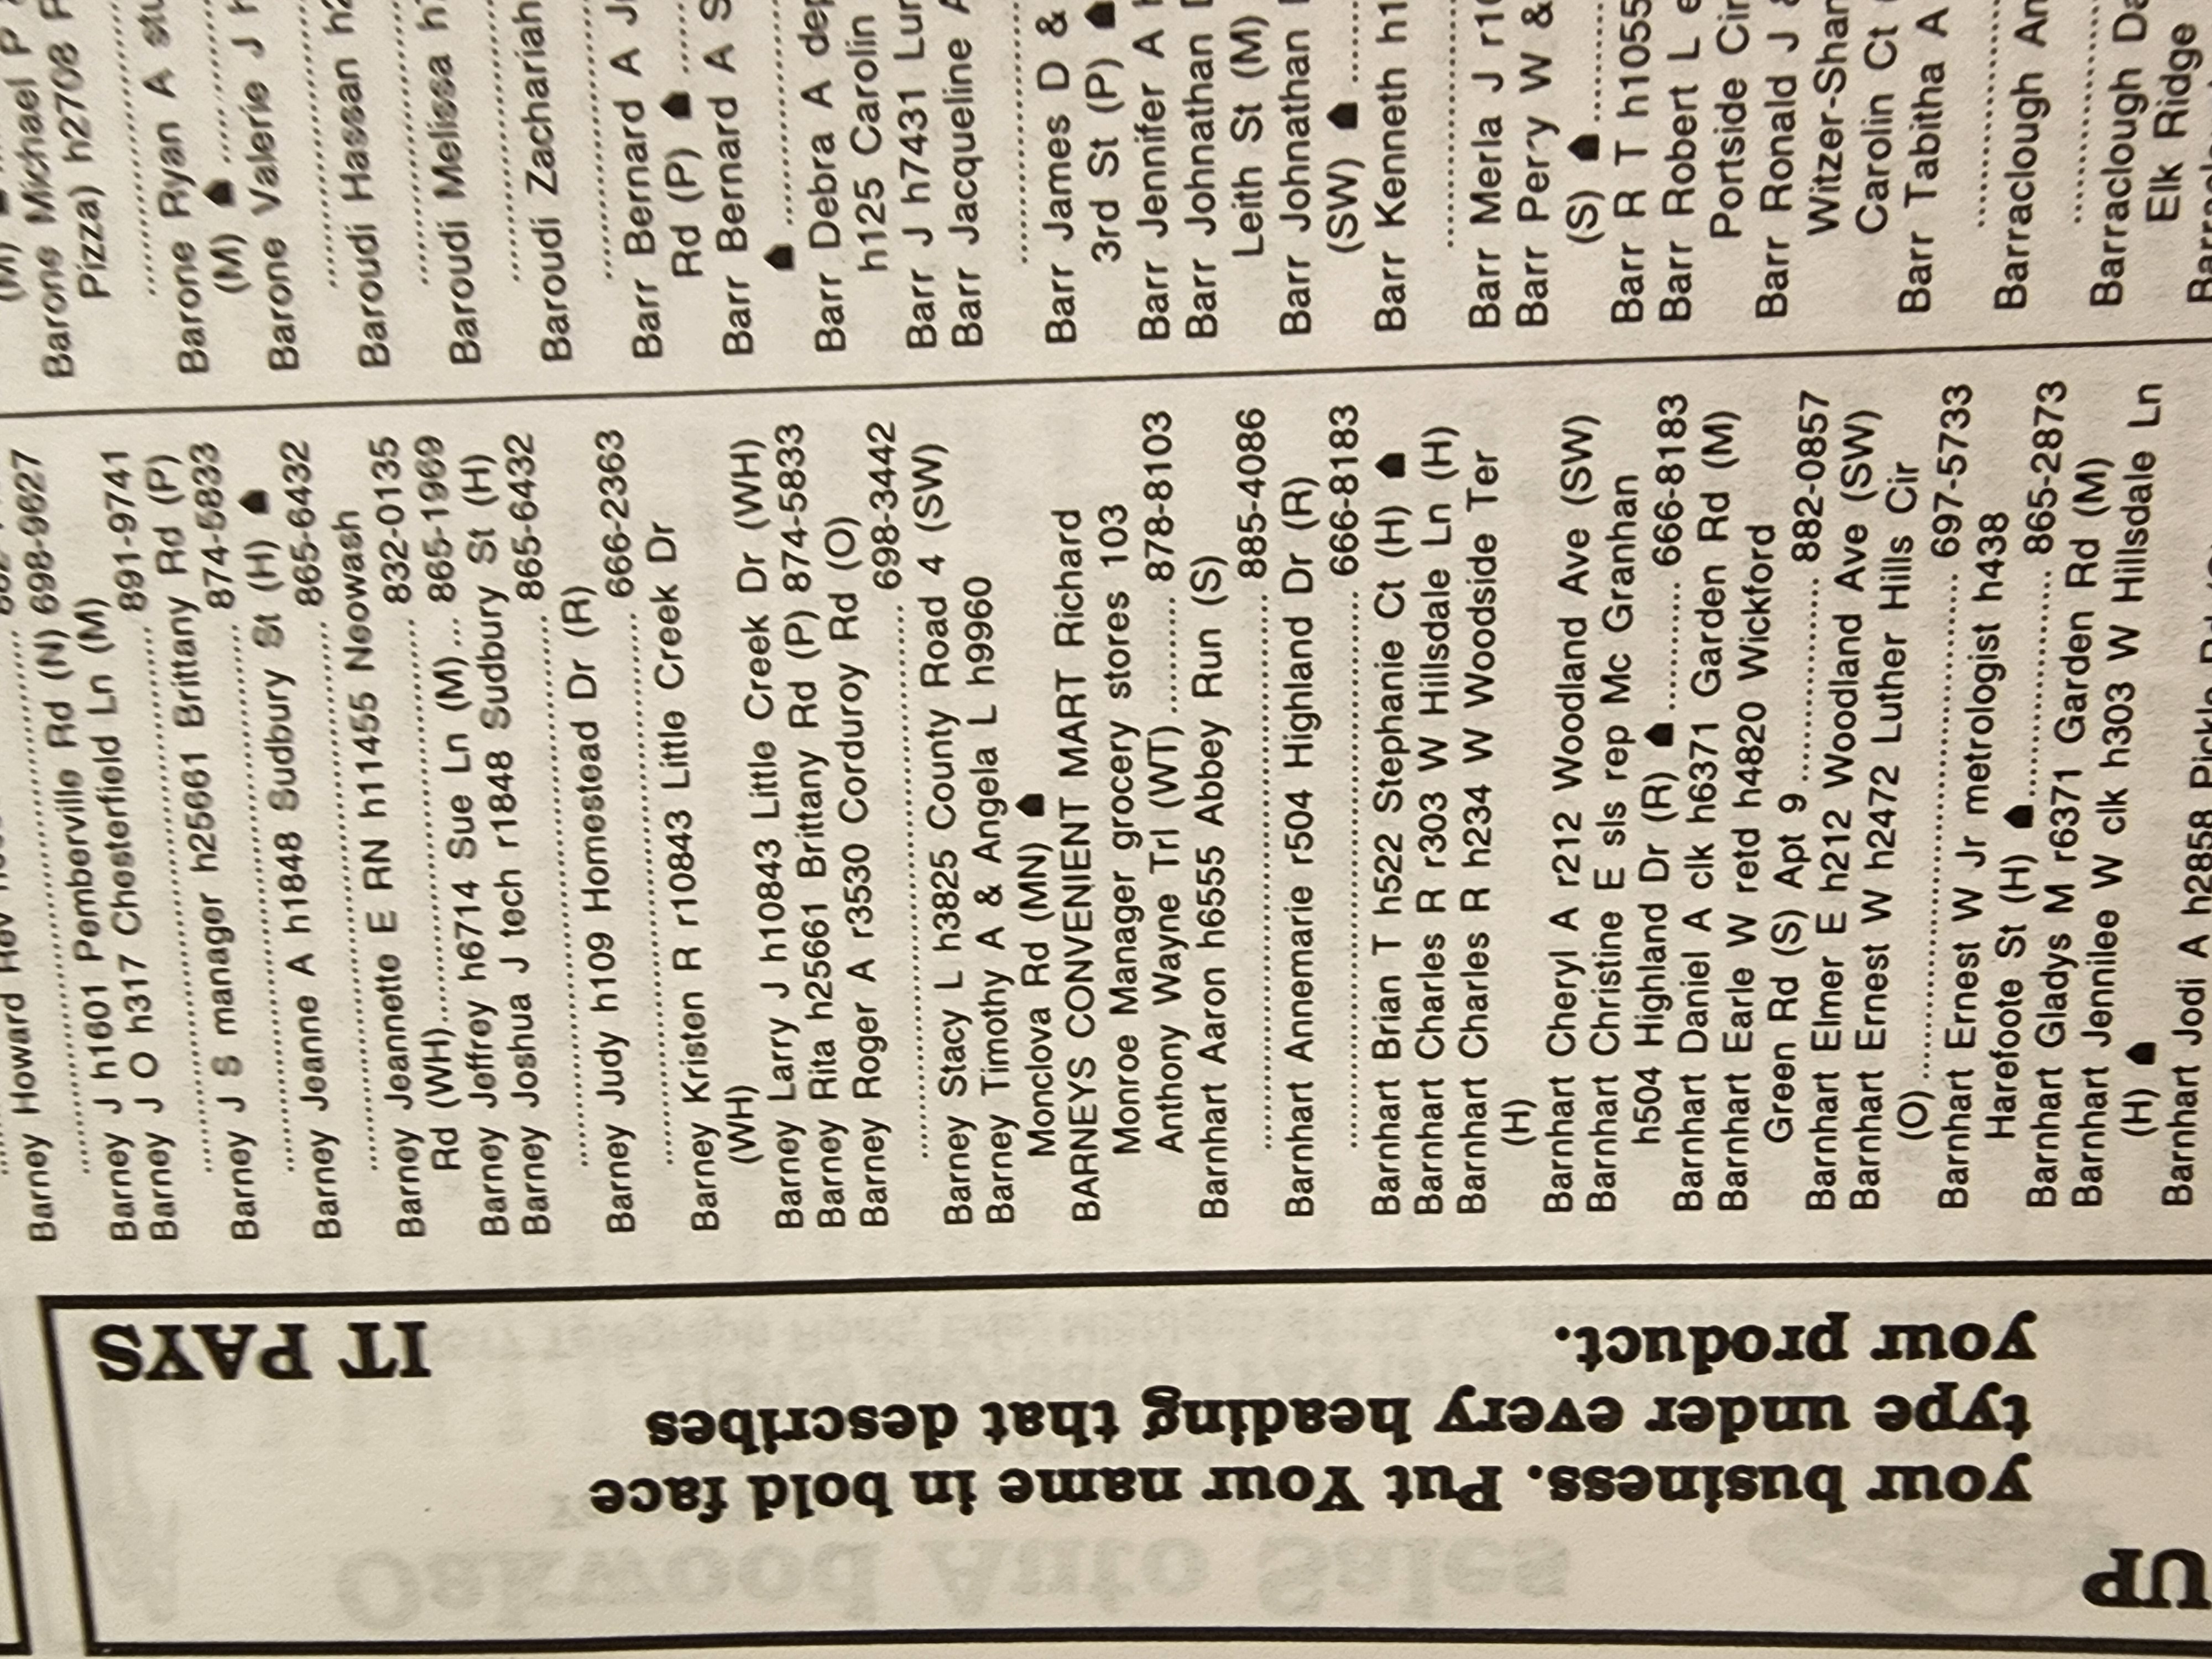 Barney Howard Rev
Barney J h1601 Pemberville Rd (N) 698-9627
Barney J O h317 Chesterfield Ln (M)
891-9741
Barney J S manager h25661 Brittany Rd (P)
874-5833
Barney Joanne A h1848 Sudbury St (H)
865-6432
Barney Jeannette E RN h11455 Neowash
Rd (WH) 832-0135
Barney Jeffrey h6714 Sue Ln (M) 865-1969
Barney Joshua J tech r1848 Sudbury St (H)
865-6432
Barney Judy h109 Homestead Dr (R)
666-2363
Barney Kristen R r10843 Little Creek Dr
(WH)
Barney Larry J h10843 Little Creek Dr (WH)
Barney Rita h25661 Brittany Rd (P) 874-5833
Barney Roger A r3530 Corduroy Rd (O)
698-3442
Barney Stacy L h3825 County Road 4 (SW)
Barney Timothy A & Angela L h9960
Monclova Rd (MN)
BARNEYS CONVENIENT MART Richard
Monroe Manager grocery stores 103
Anthony Wayne Trl (WT) 878-8103
Barnhart Aaron h6555 Abbey Run (S)
885-4086
Barnhart Annemarie r504 Highland Dr (R)
666-8183
Barnhart Brian T h522 Stephanie Ct (H)
Barnhart Charles R r303 W Hillsdale Ln (H)
Barnhart Charles R h234 W Woodside Ter
(H)
Barnhart Cheryl A r212 Woodland Ave (SW)
Barnhart Christine E sls rep Mc Granhan
h504 Highland Dr (R) 666-8183
Barnhart Daniel A clk h6371 Garden Rd (M)
Barnhart Earle W retd h4820 Wickford
Green Rd (S) Apt 9 882-0857
Barnhart Elmer E h212 Woodland Ave (SW)
Barnhart Ernest W h2472 Luther Hills Cir
(O) 697-5733
Barnhart Ernest W Jr metrologist h438
Harefoote St (H) 865-2873
Barnhart Gladys M r6371 Garden Rd (M)
Barnhart Jennilee W clk h303 W Hillsdale Ln
(H)
Barnhart Jodi A h2858 Pickle Rd
(M)
Barone Michael P
Pizza) h2708
Barone Ryan A stu
(M)
Barone Valerie J
Baroudi Hassan
Baroudi Melissa
Baroudi Zachariah
Barr Bernard A
Rd (P)
Barr Bernard A
Barr Debra A
h125 Carolin
Barr J h7431
Barr Jacqueline
Barr James D &
3rd St (P)
Barr Jennifer A
Barr Johnathan
Leith St (M)
Barr Johnathan
(SW)
Barr Kenneth
Barr Merla J
Barr Perry W &
(S)
Barr R T h1055
Barr Robert L
Portside
Barr Ronald J
Witzer-Shan
Carolin Ct
Barr Tabitha A
Barraclough
Barraclough
Elk Ridge
UP
your business. Put Your name in bold face
type under every heading that describes
your product.
IT PAYS
Oakwood Auto Sales